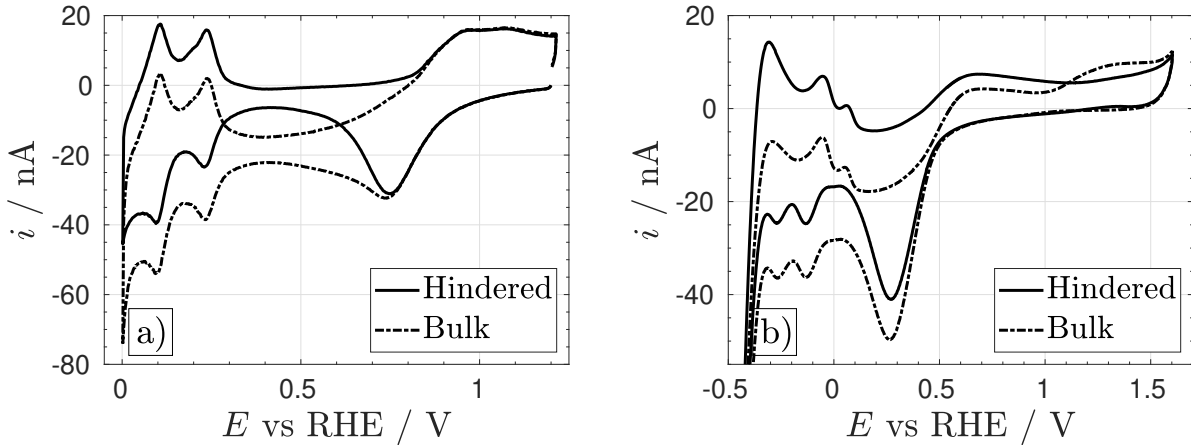 20
0
-20
-40
-60
-80
i / nA
0
0.5
1
E vs RHE / V
a)
Hindered
Bulk
20
0
-20
-40
i / nA
-0.5
0
0.5
1
1.5
E vs RHE / V
b)
Hindered
Bulk